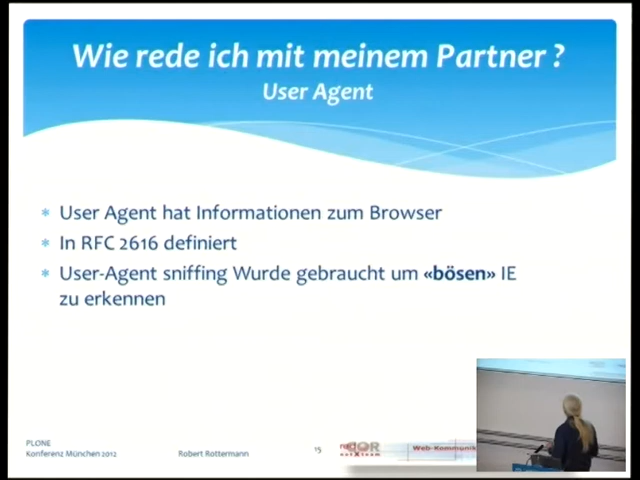 Wie rede ich mit meinem Partner ?
User Agent
* User Agent hat Informationen zum Browser
* In RFC 2616 definiert
* User-Agent sniffing Wurde gebraucht um «bösen» IE
zu erkennen
PLONE
Konferenz München 2012
Robert Rottermann
15
Web-Kommunik